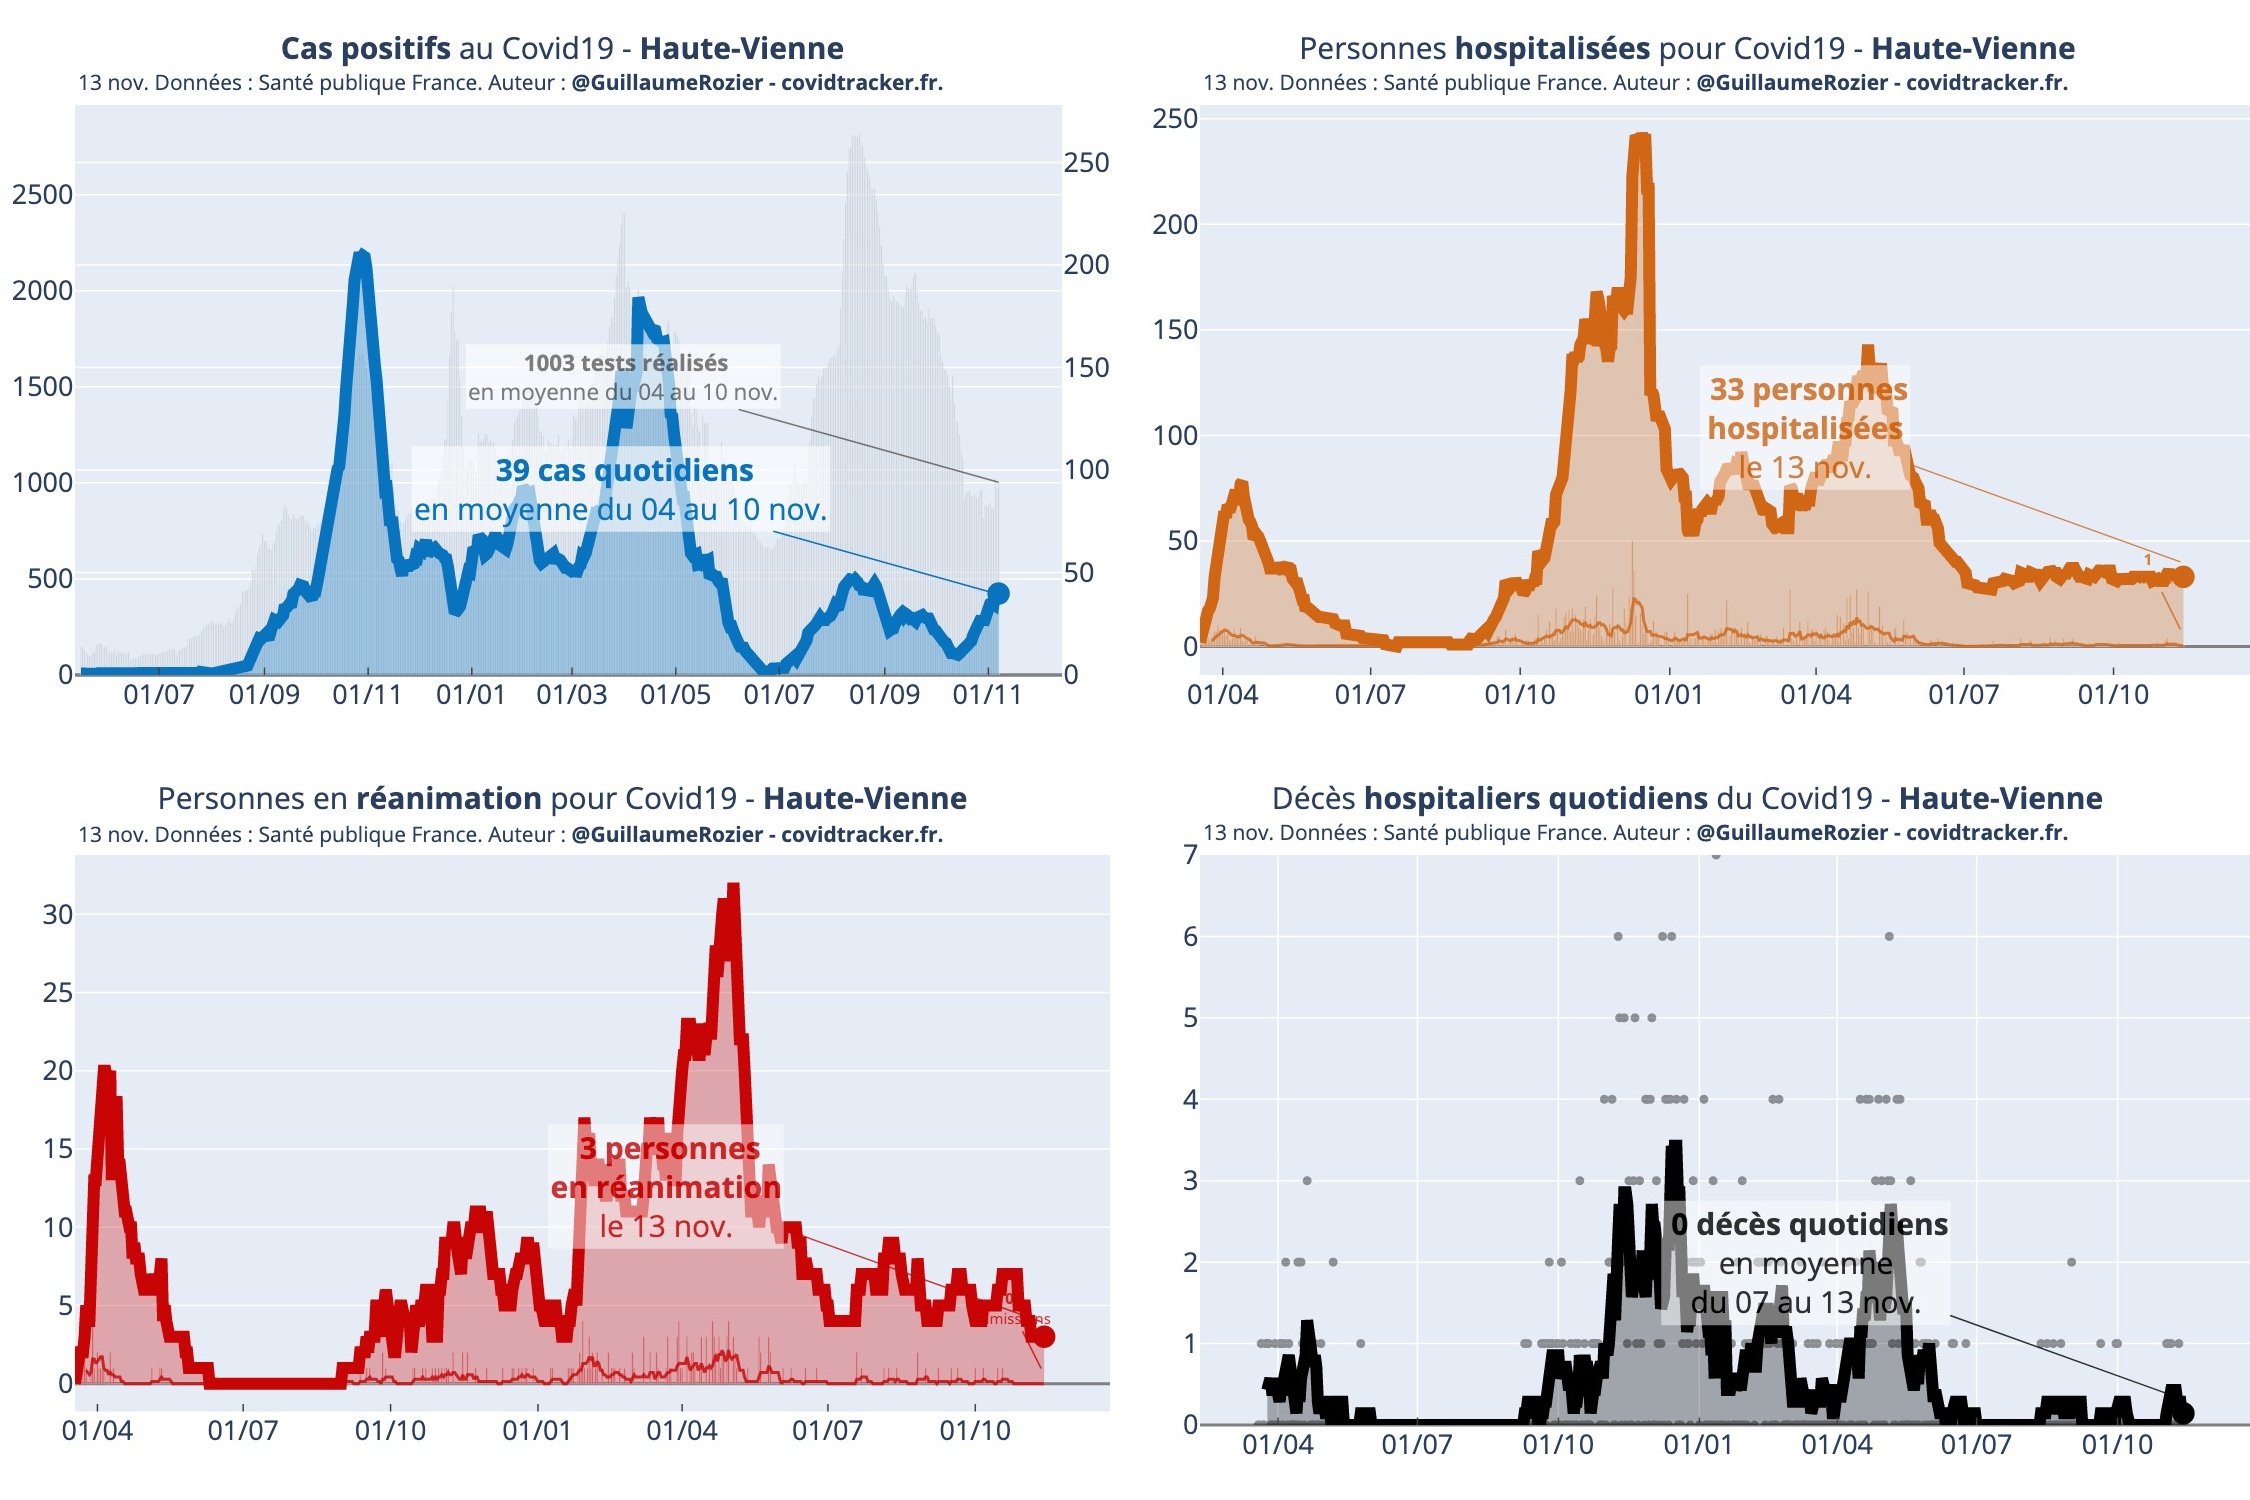 Cas positifs au Covid19 - Haute-Vienne
13 nov. Données : Santé publique France. Auteur : @GuillaumeRozier - covidtracker.fr.
2500
2000
1500
1000
500
0
250
200
150
100
50
0
1003 tests réalisés
en moyenne du 04 au 10 nov.
39 cas quotidiens
en moyenne du 04 au 10 nov.
01/07 01/09 01/11 01/01 01/03 01/05 01/07 01/09 01/11
Personnes hospitalisées pour Covid19 - Haute-Vienne
13 nov. Données : Santé publique France. Auteur : @GuillaumeRozier - covidtracker.fr.
250
200
150
100
50
0
33 personnes
hospitalisées
le 13 nov.
1
01/04 01/07 01/10 01/01 01/04 01/07 01/10
Personnes en réanimation pour Covid19 - Haute-Vienne
13 nov. Données : Santé publique France. Auteur : @GuillaumeRozier - covidtracker.fr.
30
25
20
15
10
5
0
3 personnes
en réanimation
le 13 nov.
01/04 01/07 01/10 01/01 01/04 01/07 01/10
Décès hospitaliers quotidiens du Covid19 - Haute-Vienne
13 nov. Données : Santé publique France. Auteur : @GuillaumeRozier - covidtracker.fr.
7
6
5
4
3
2
1
0
0 décès quotidiens
en moyenne
du 07 au 13 nov.
01/04 01/07 01/10 01/01 01/04 01/07 01/10